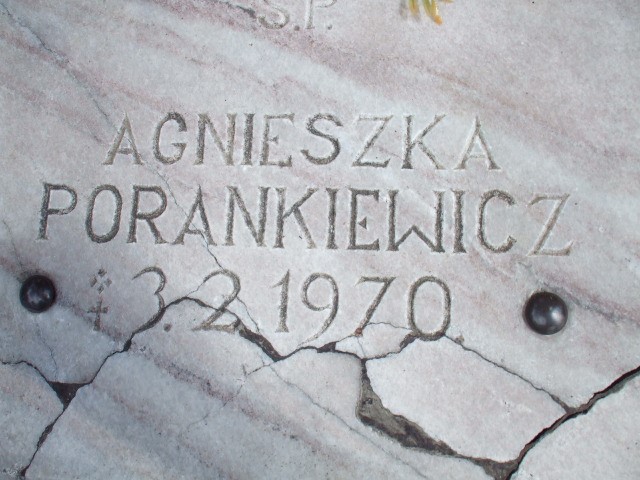 Ś.P.
AGNIESZKA
PORANKIEWICZ
† 3.2.1970